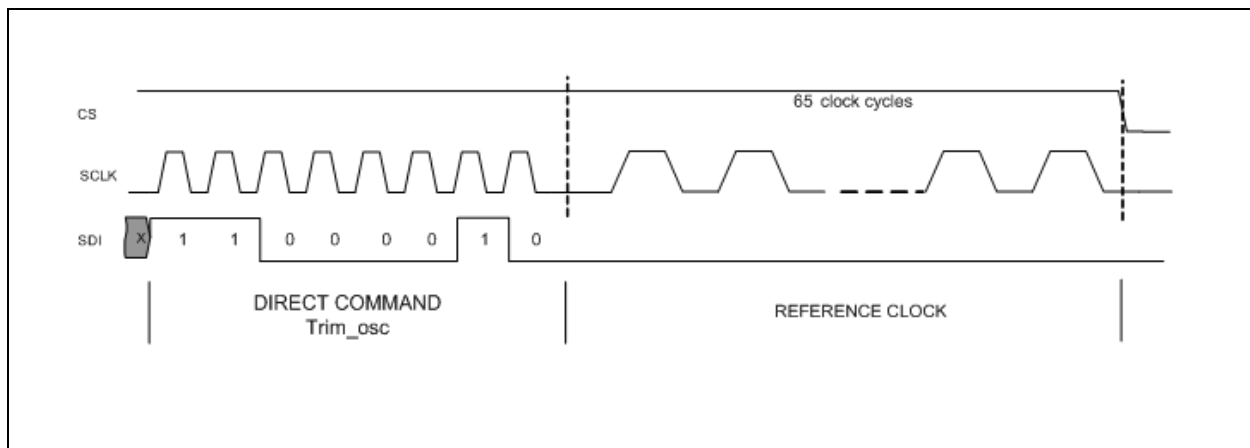 CS
65 clock cycles
SCLK
SDI X 1 1 0 0 0 0 1 0
DIRECT COMMAND
Trim_osc
REFERENCE CLOCK